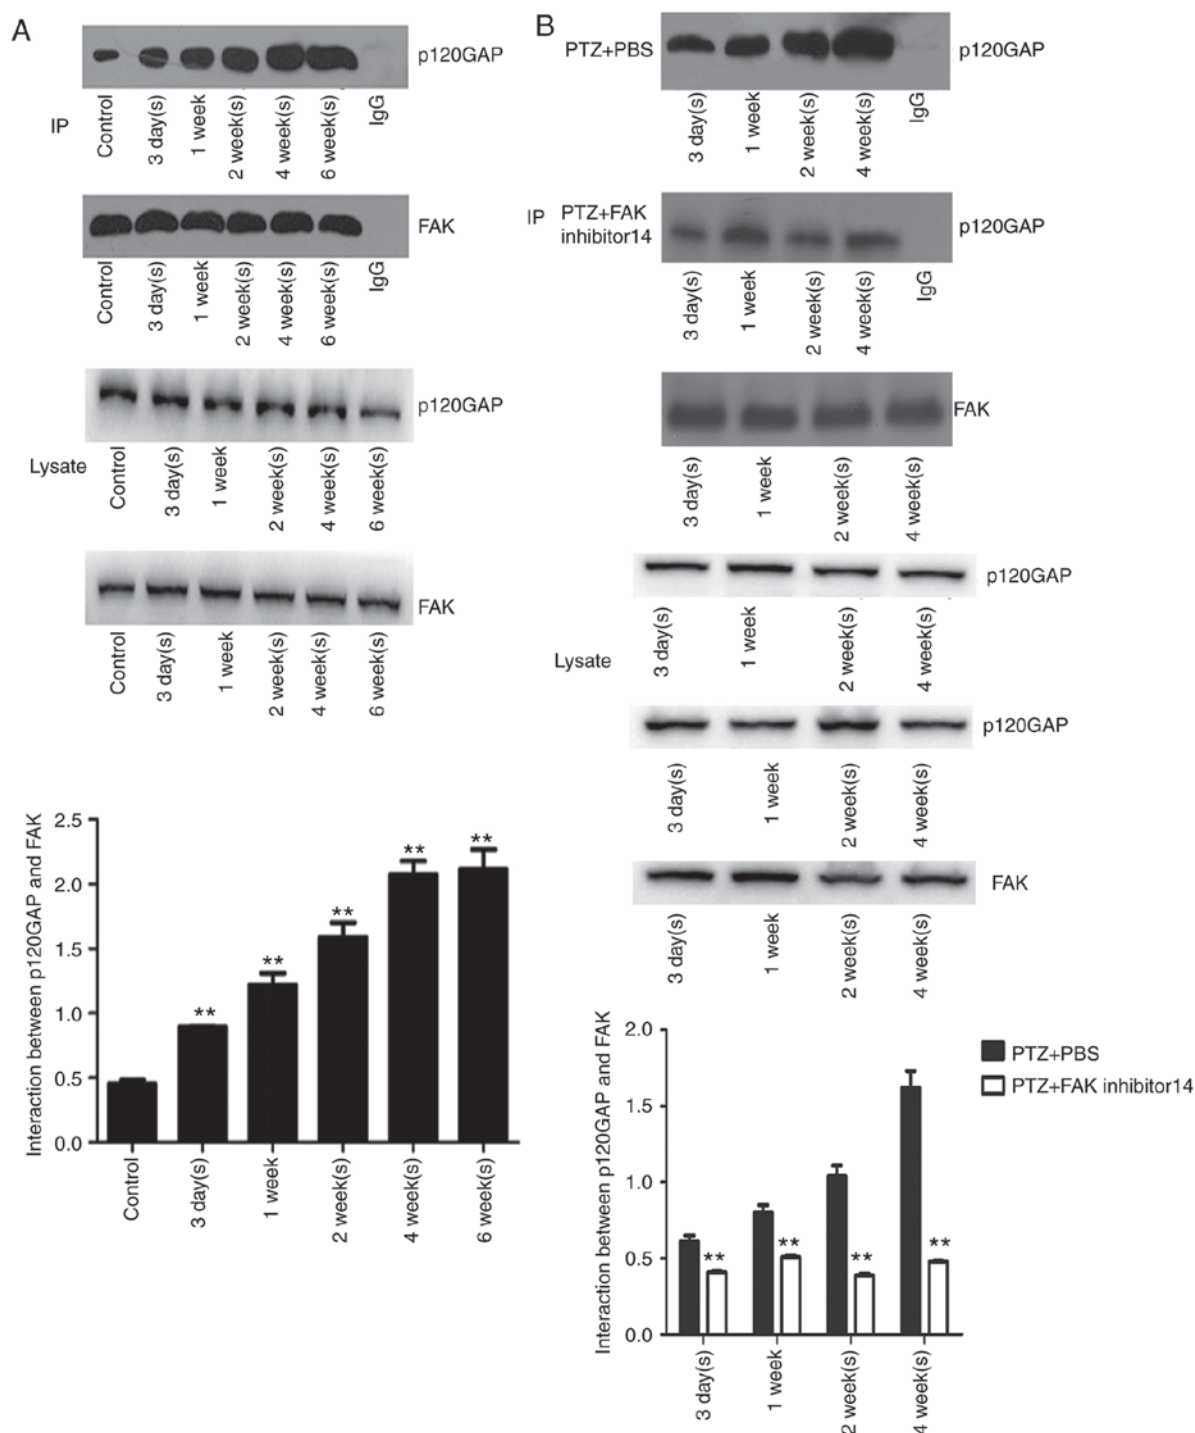 A
p120GAP
Control
3 day(s)
1 week
2 week(s)
4 week(s)
6 week(s)
IgG
IP
FAK
Control
3 day(s)
1 week
2 week(s)
4 week(s)
6 week(s)
IgG
p120GAP
Lysate
Control
3 day(s)
1 week
2 week(s)
4 week(s)
6 week(s)
FAK
Control
3 day(s)
1 week
2 week(s)
4 week(s)
6 week(s)
Interaction between p120GAP and FAK
2.5
2.0
1.5
1.0
0.5
0.0
**
**
**
**
**
Control
3 day(s)
1 week
2 week(s)
4 week(s)
6 week(s)
B
PTZ+PBS
p120GAP
3 day(s)
1 week
2 week(s)
4 week(s)
IgG
IP
PTZ+FAK
inhibitor14
p120GAP
3 day(s)
1 week
2 week(s)
4 week(s)
IgG
FAK
3 day(s)
1 week
2 week(s)
4 week(s)
p120GAP
3 day(s)
1 week
2 week(s)
4 week(s)
Lysate
p120GAP
3 day(s)
1 week
2 week(s)
4 week(s)
FAK
3 day(s)
1 week
2 week(s)
4 week(s)
Interaction between p120GAP and FAK
2.0
1.5
1.0
0.5
0.0
**
**
**
**
3 day(s)
1 week
2 week(s)
4 week(s)
PTZ+PBS
PTZ+FAK inhibitor14